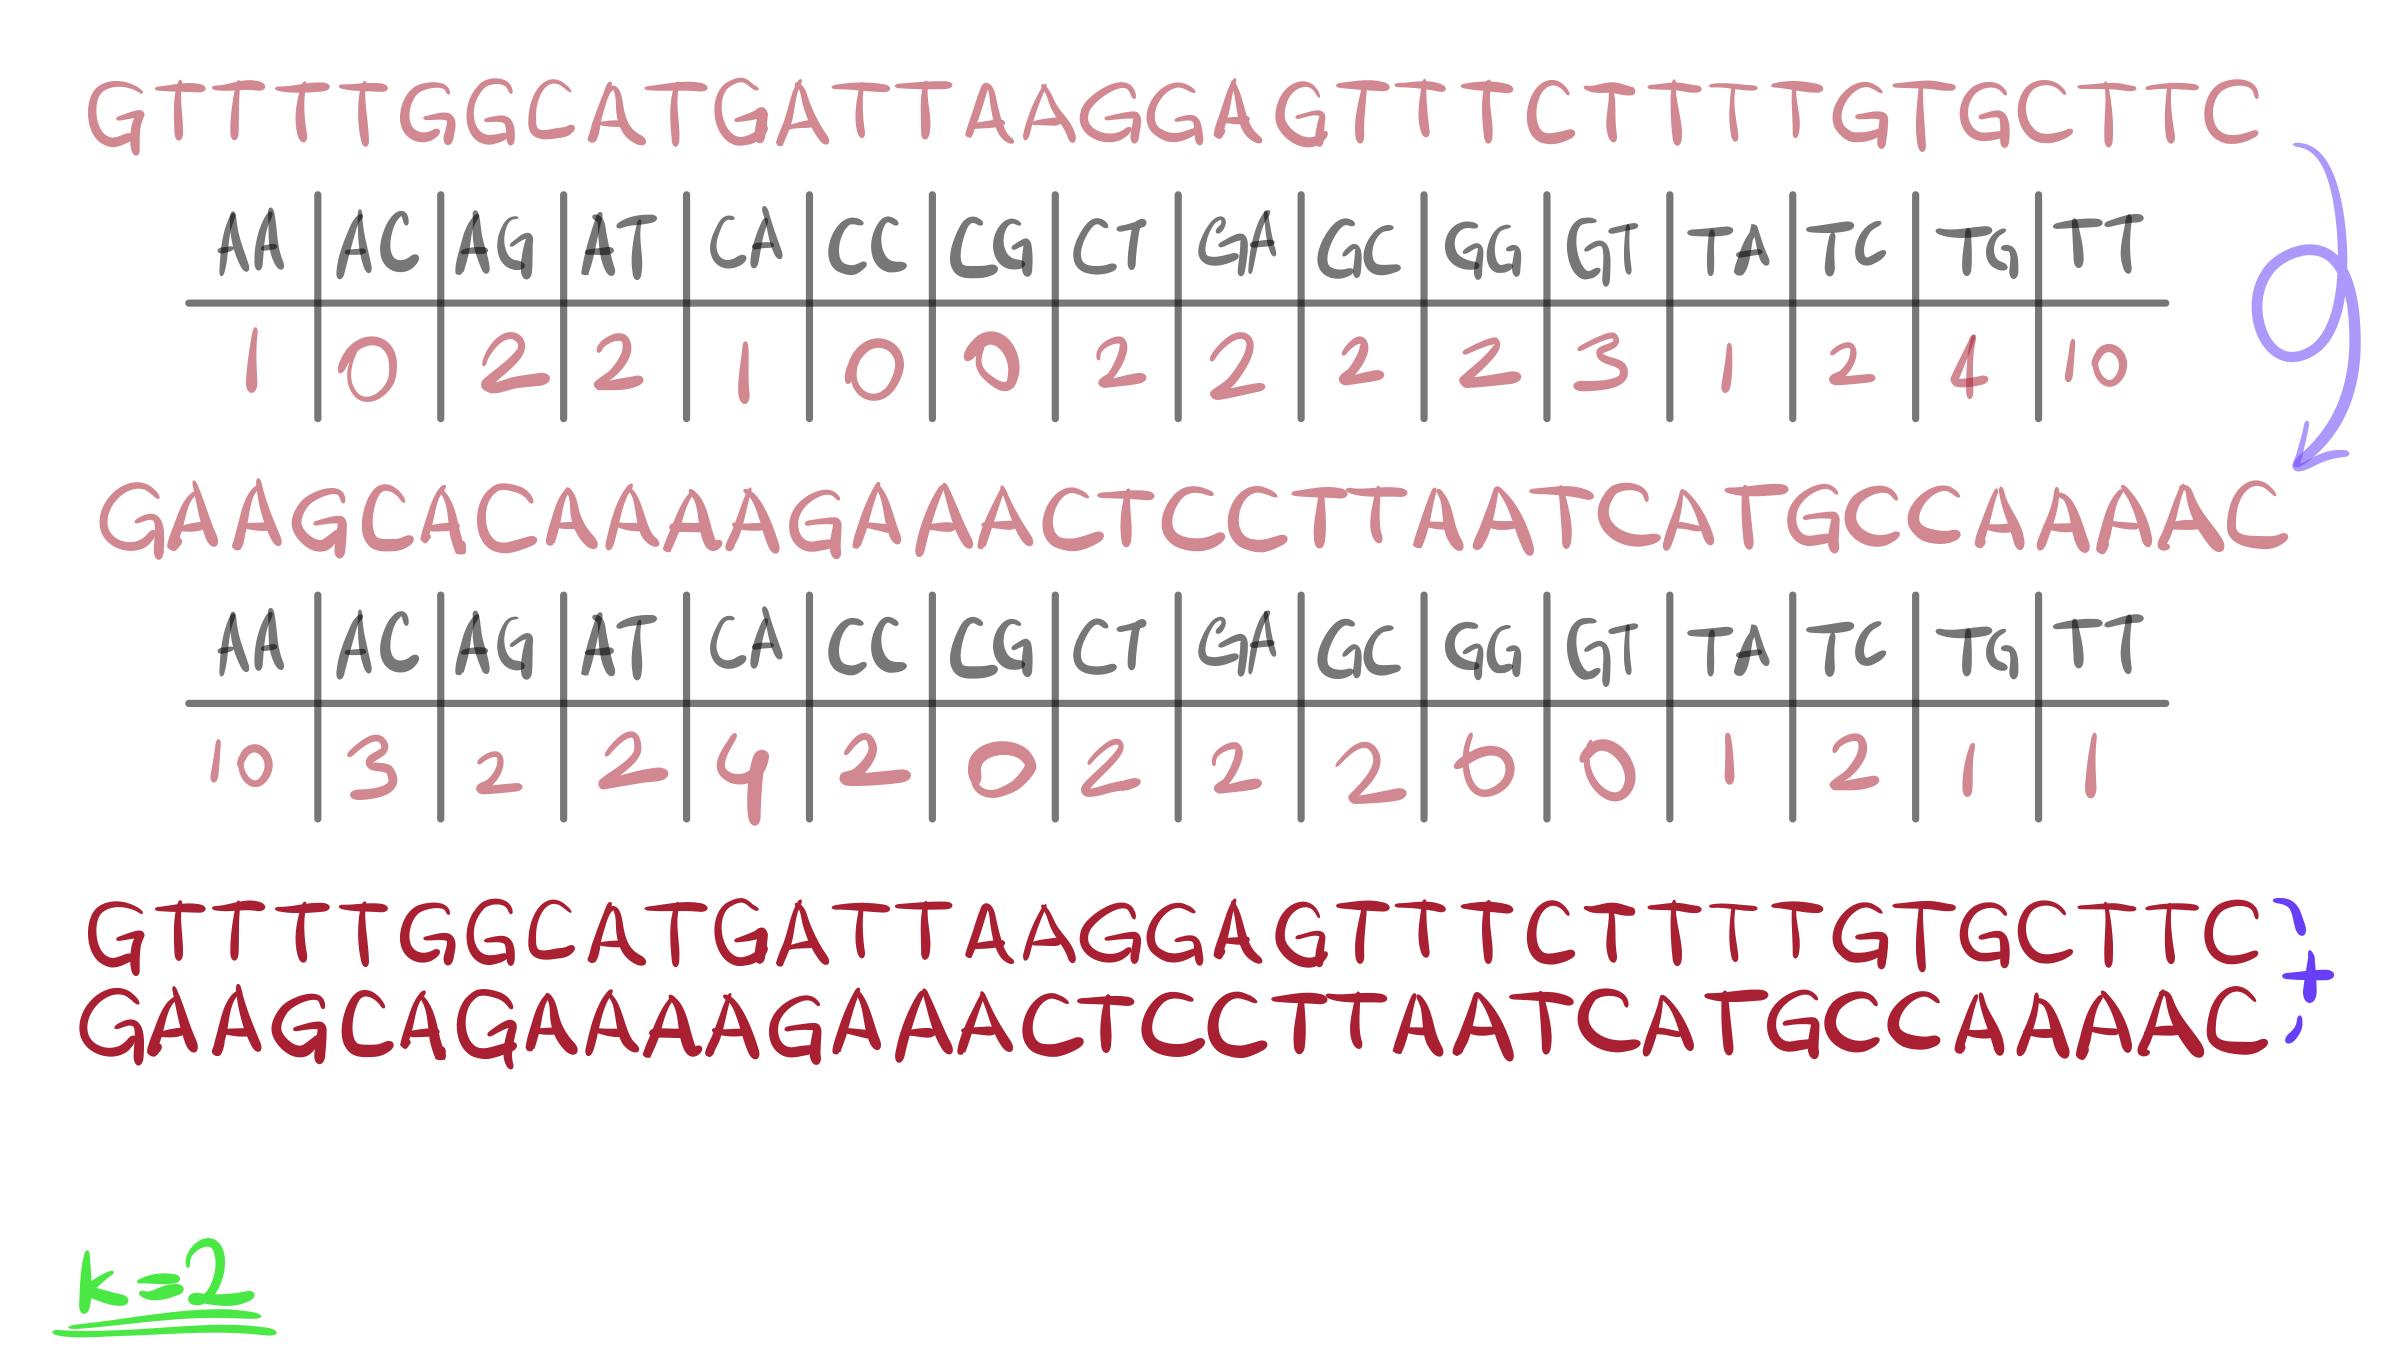 GTTTTGGCATGATTAAGGAGTTTCTTTTGTGCTTC
AA AC AG AT CA CC CG CT GA GC GG GT TA TC TG TT
1 0 2 2 1 0 0 2 2 2 2 3 1 2 4 10
GAAGCACAAAAGAAACTCCTTAATCATGCCAAAAC
AA AC AG AT CA CC CG CT GA GC GG GT TA TC TG TT
10 3 2 2 4 2 0 2 2 2 0 0 1 2 1 1
GTTTTGGCATGATTAAGGAGTTTCTTTTGTGCTTC
+
GAAGCAGAAAAGAAACTCCTTAATCATGCCAAAAC
k=2